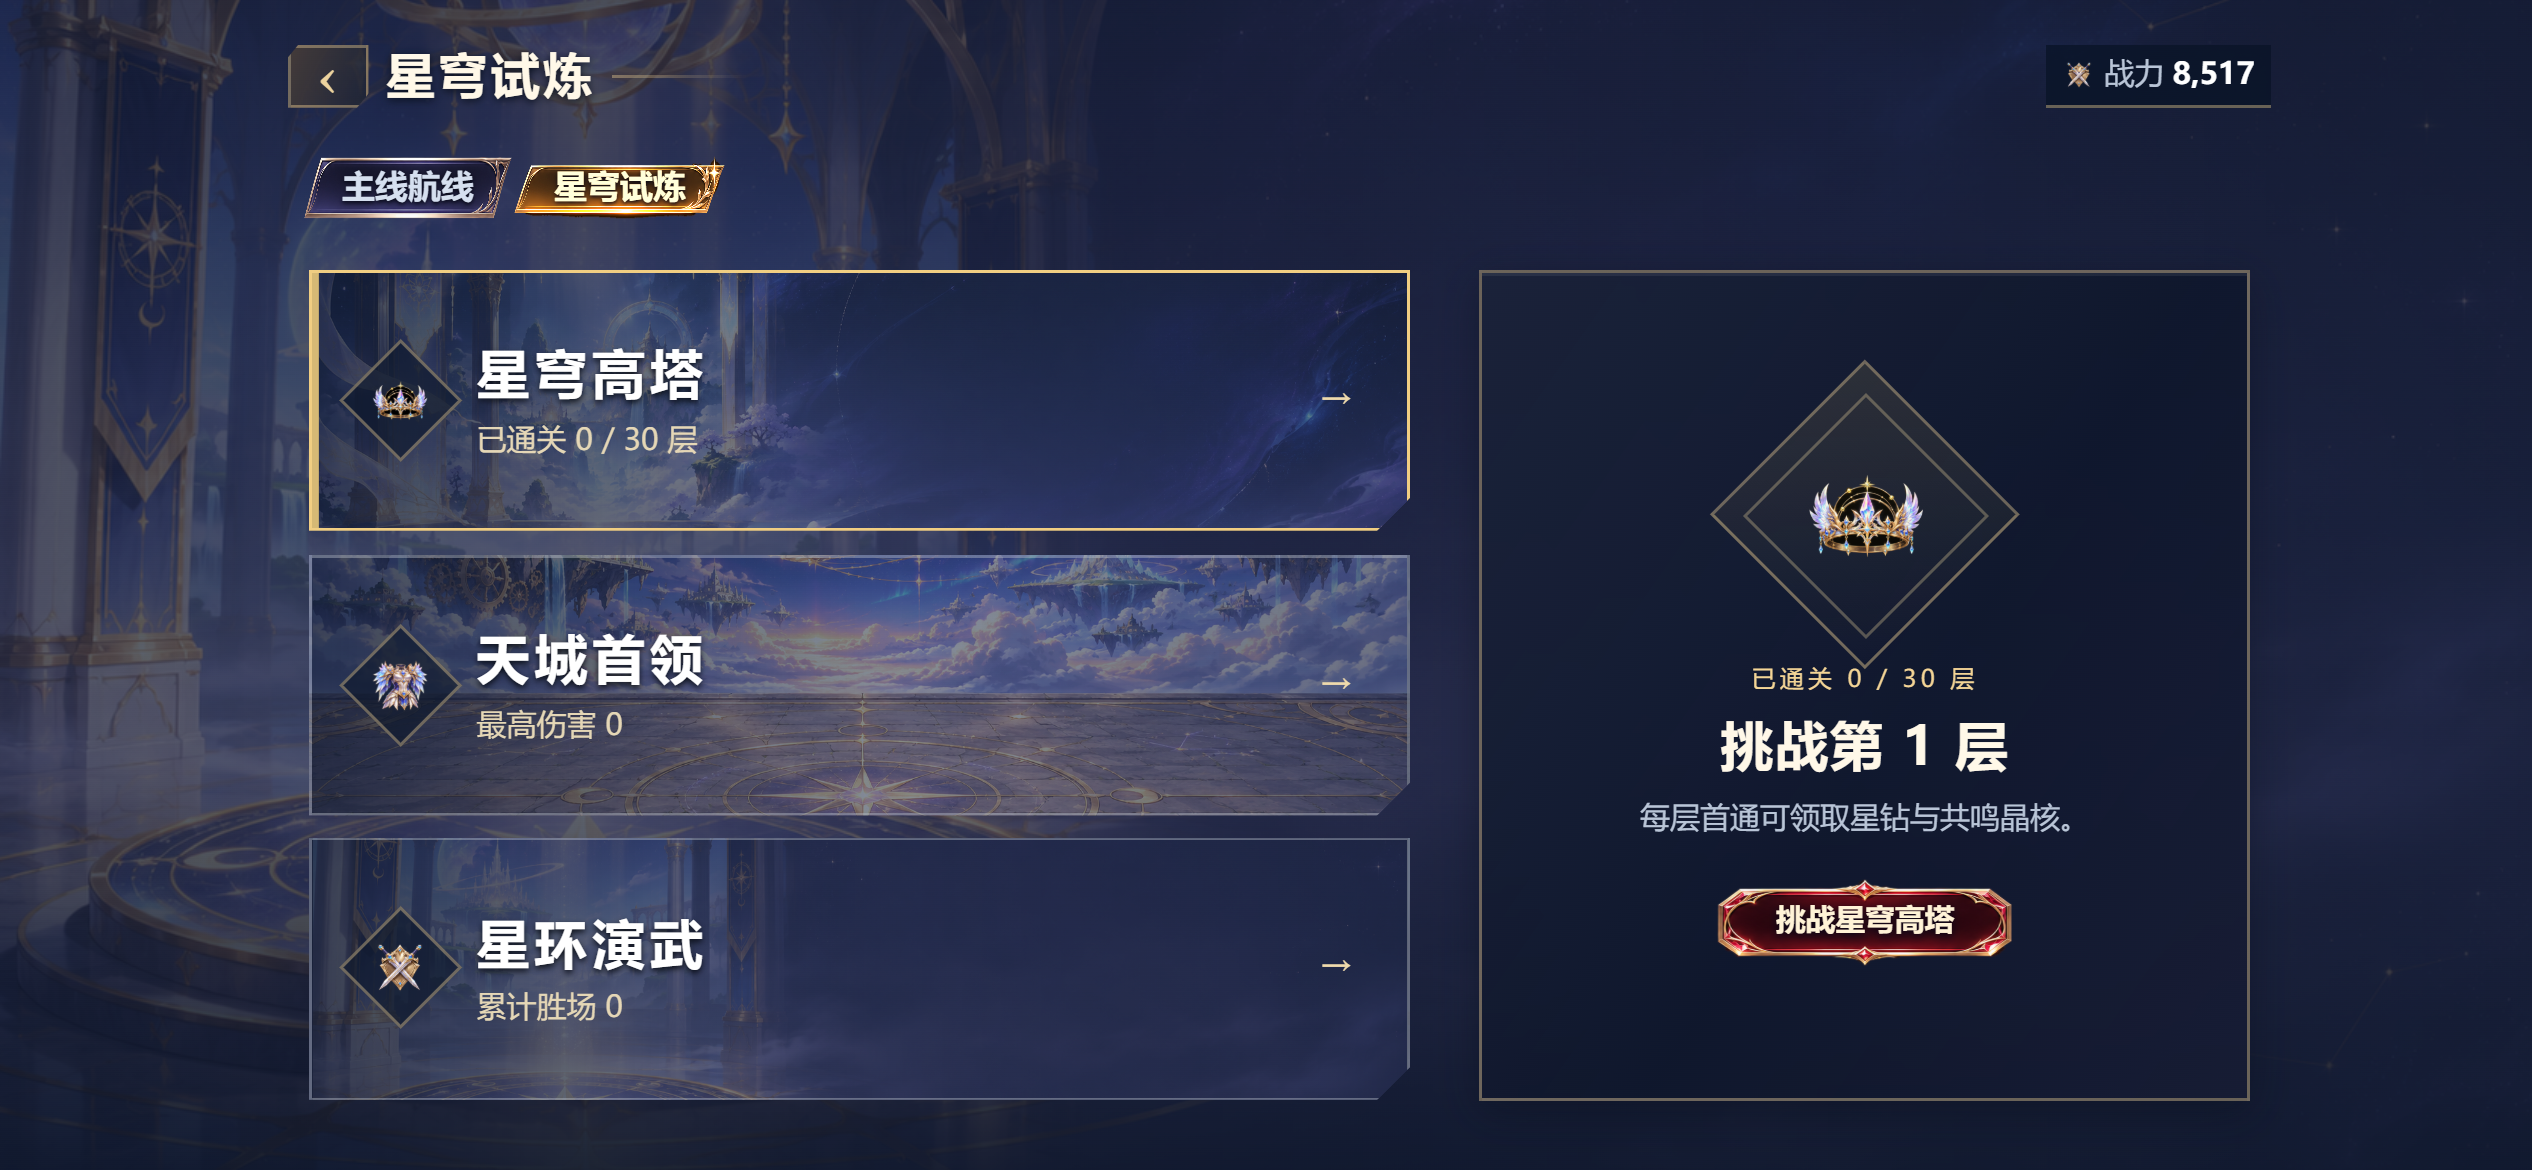 星穹试炼
战力 8,517
主线航线
星穹试炼
星穹高塔
已通关 0 / 30 层
天城首领
最高伤害 0
星环演武
累计胜场 0
已通关 0 / 30 层
挑战第 1 层
每层首通可领取星钻与共鸣晶核。
挑战星穹高塔